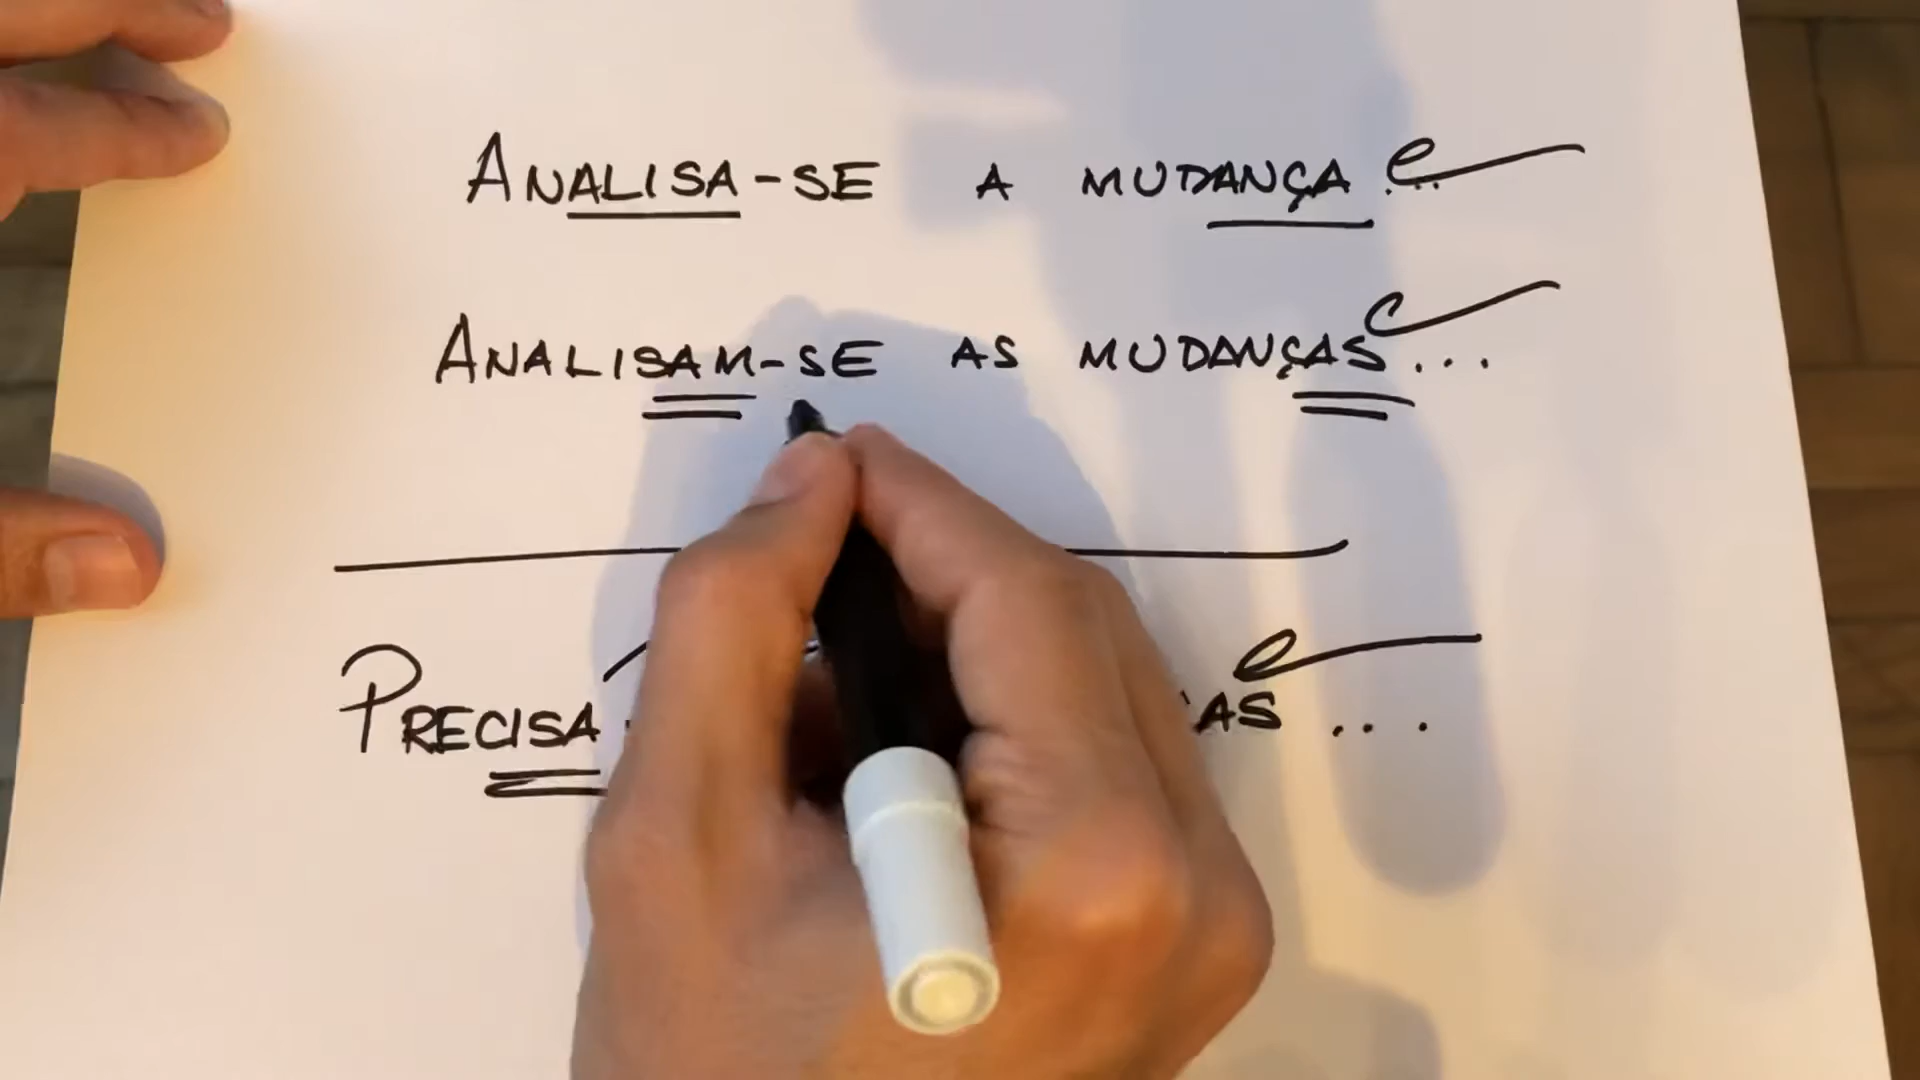 ANALISA-SE A MUDANÇA ...
ANALISAM-SE AS MUDANÇAS...
PRECISA ...